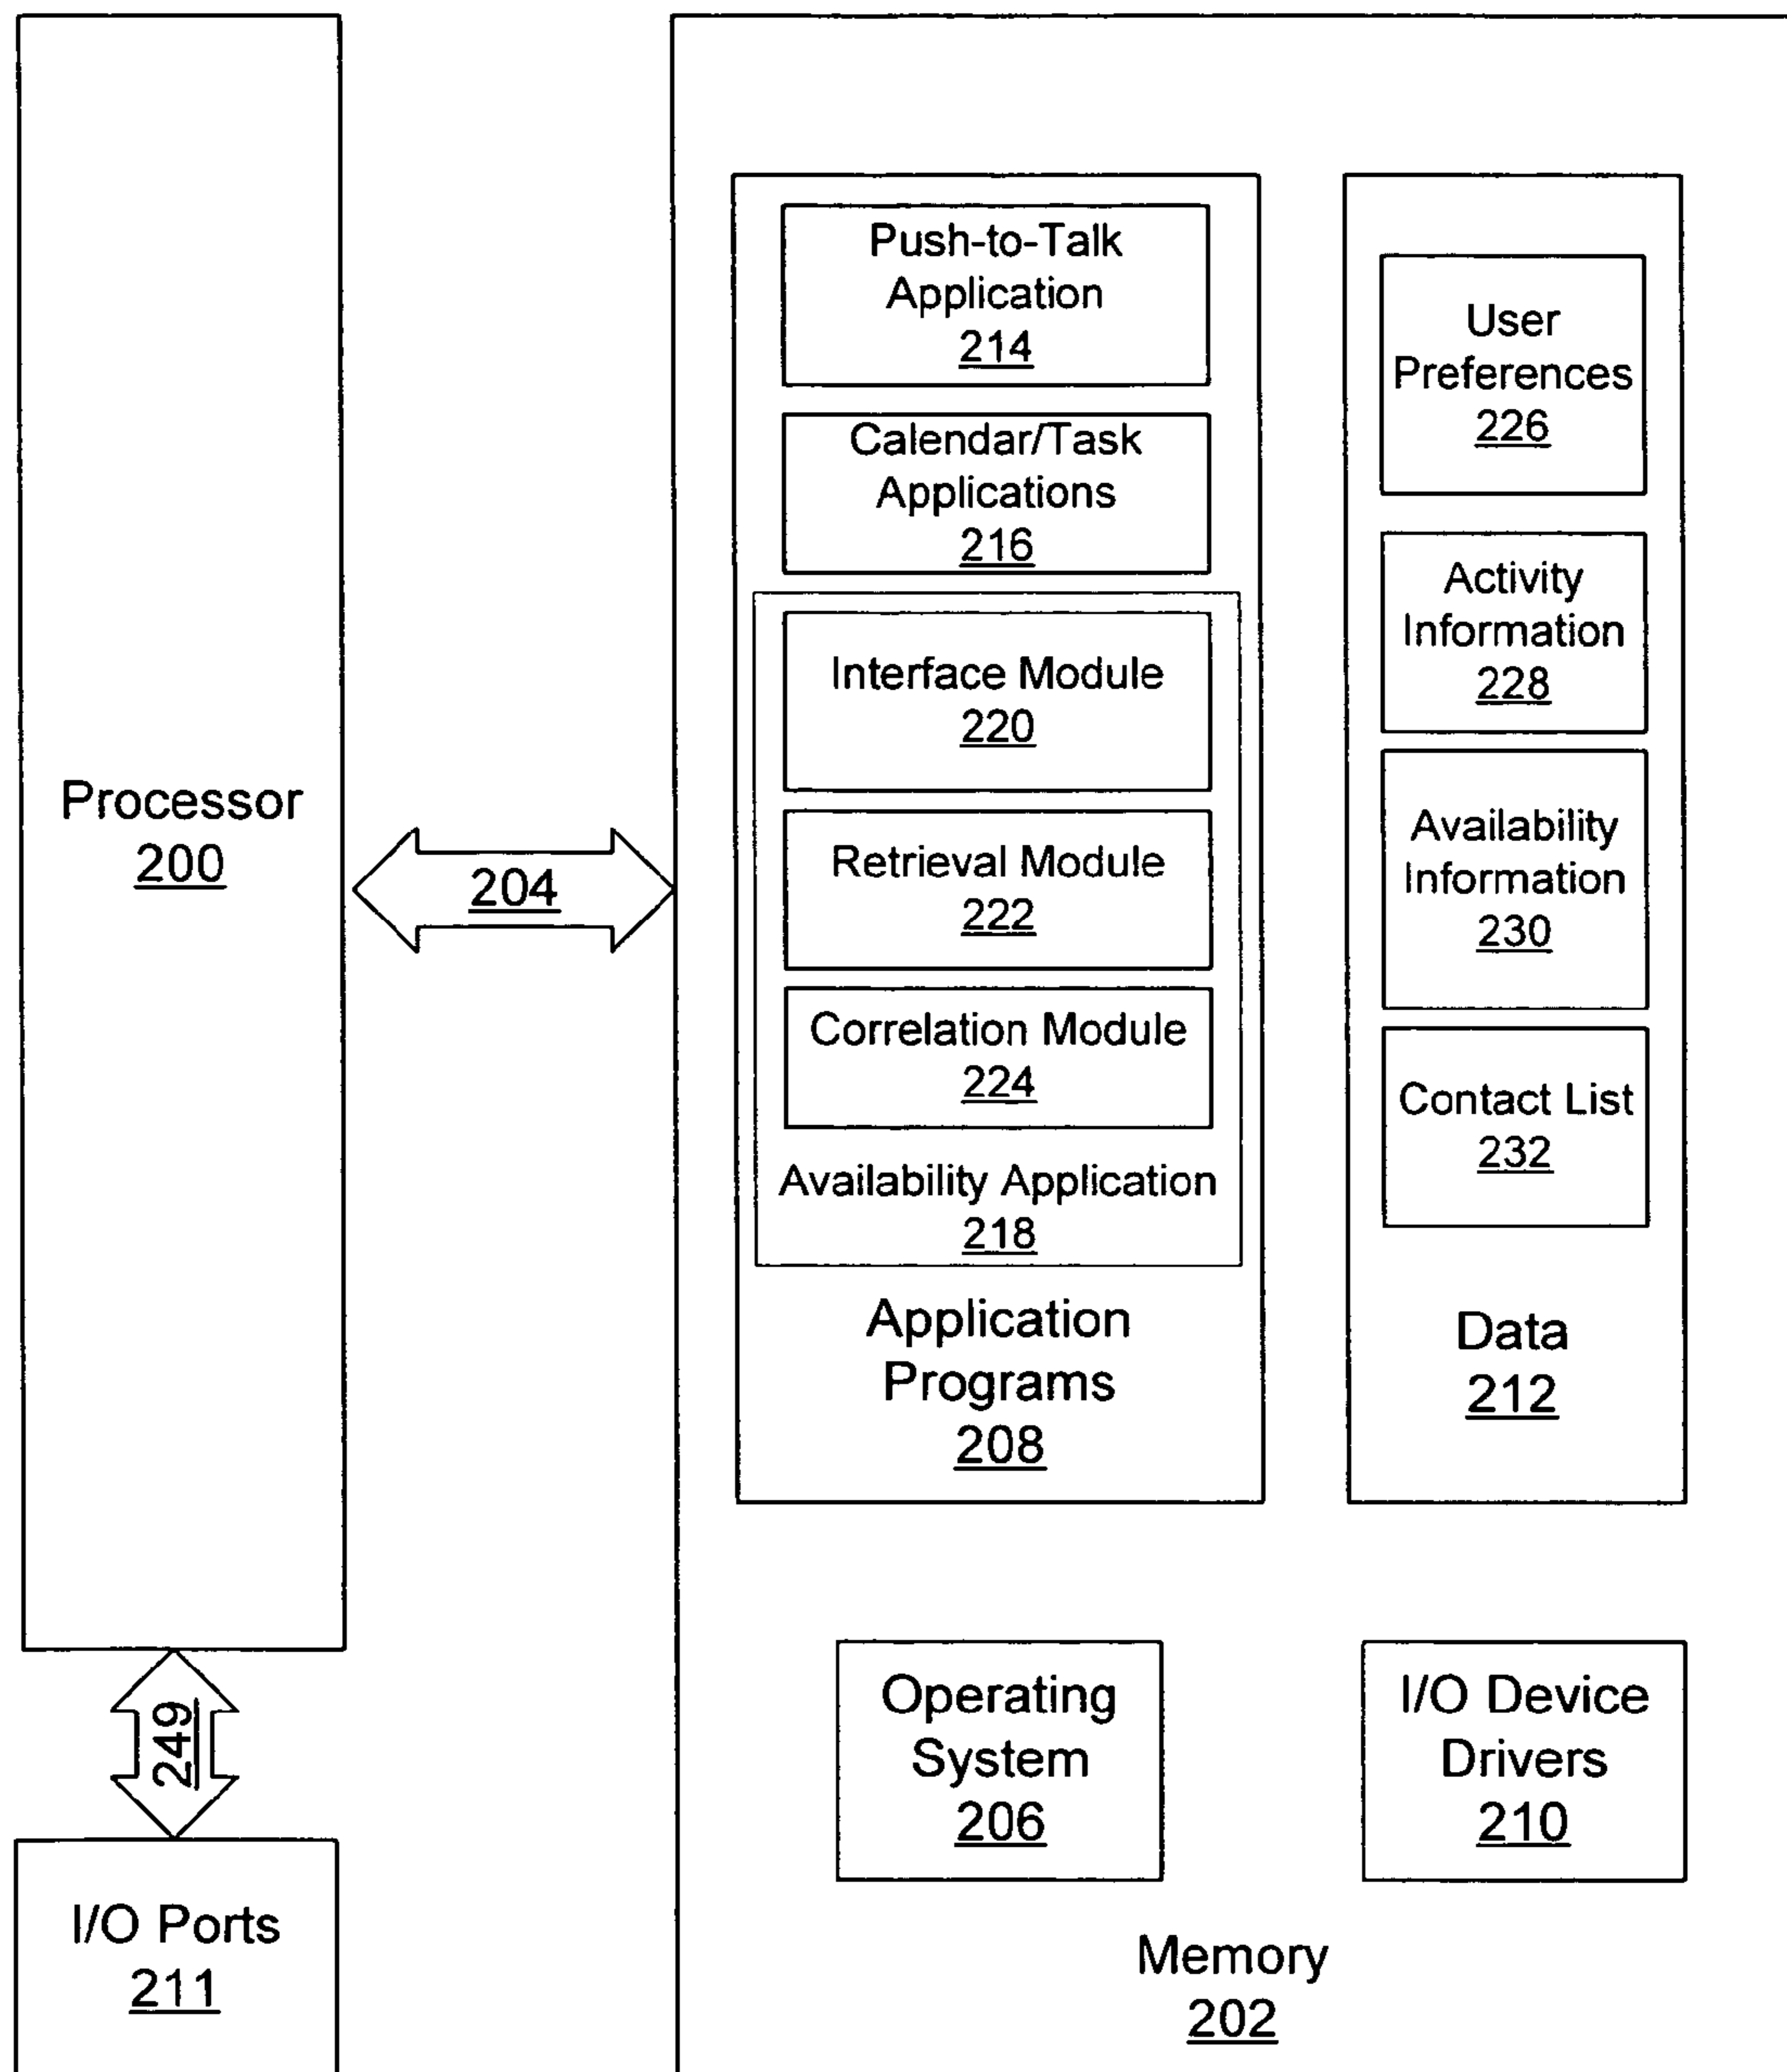 Processor
200
204
249
I/O Ports
211
Push-to-Talk
Application
214
Calendar/Task
Applications
216
Interface Module
220
Retrieval Module
222
Correlation Module
224
Availability Application
218
Application
Programs
208
User
Preferences
226
Activity
Information
228
Availability
Information
230
Contact List
232
Data
212
Operating
System
206
I/O Device
Drivers
210
Memory
202